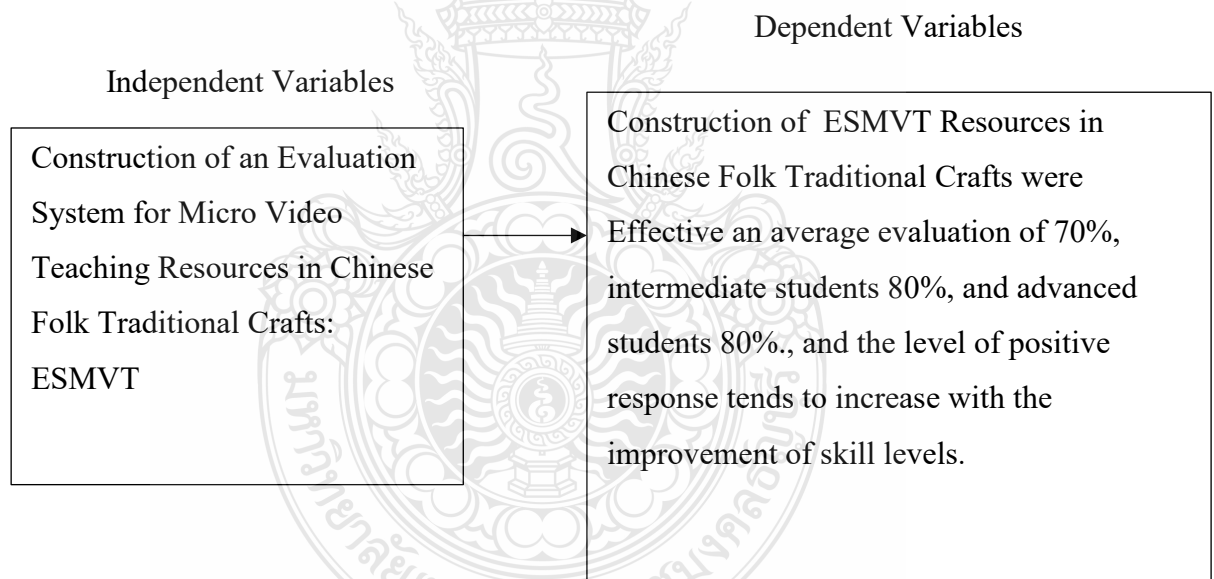 Dependent Variables
Independent Variables
Construction of an Evaluation
System for Micro Video
Teaching Resources in Chinese
Folk Traditional Crafts:
ESMVT
Construction of ESMVT Resources in
Chinese Folk Traditional Crafts were
Effective an average evaluation of 70%,
intermediate students 80%, and advanced
students 80%., and the level of positive
response tends to increase with the
improvement of skill levels.